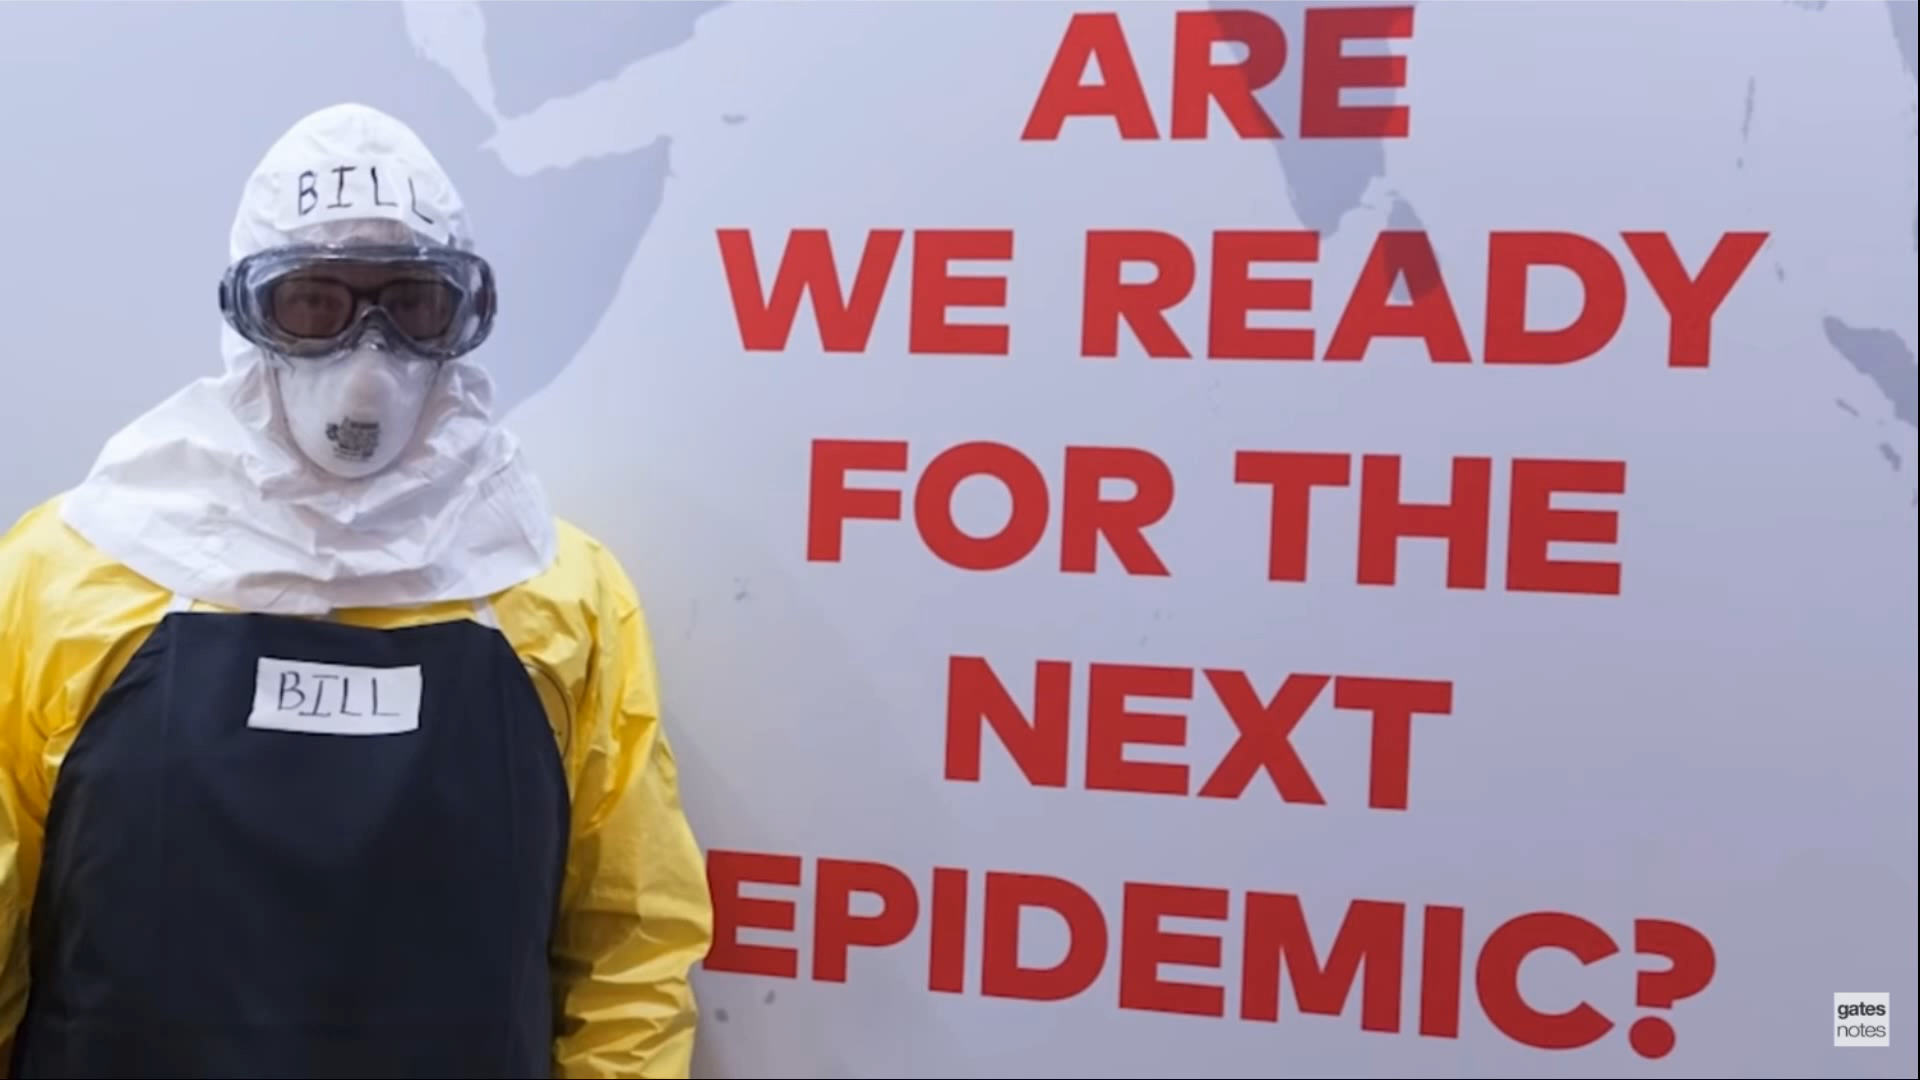 ARE
WE READY
FOR THE
NEXT
EPIDEMIC?
BILL
BILL
gates
notes